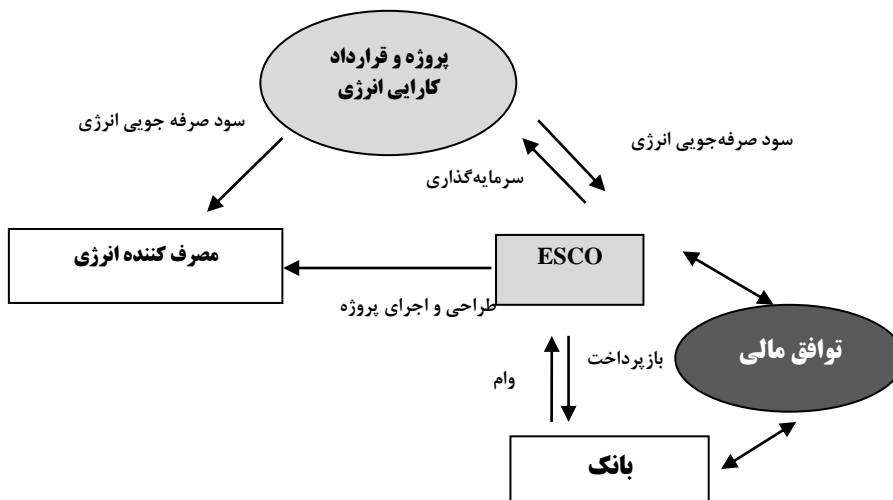 پروژه و قرارداد
کارایی انرژی
سود صرفه جویی انرژی
سود صرفه‌جویی انرژی
سرمایه‌گذاری
مصرف کننده انرژی
ESCO
طراحی و اجرای پروژه
توافق مالی
بازپرداخت
وام
بانک